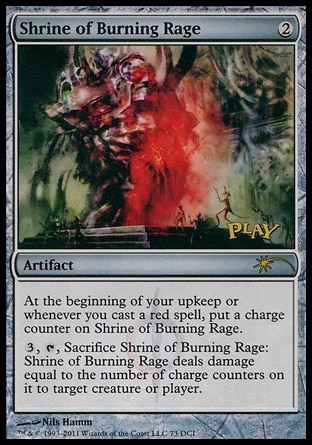 Shrine of Burning Rage 2
PLAY
Artifact
At the beginning of your upkeep or
whenever you cast a red spell, put a charge
counter on Shrine of Burning Rage.
3, , Sacrifice Shrine of Burning Rage:
Shrine of Burning Rage deals damage
equal to the number of charge counters on
it to target creature or player.
Nils Hamm
™& © 1993–2011 Wizards of the Coast LLC 73 DCI